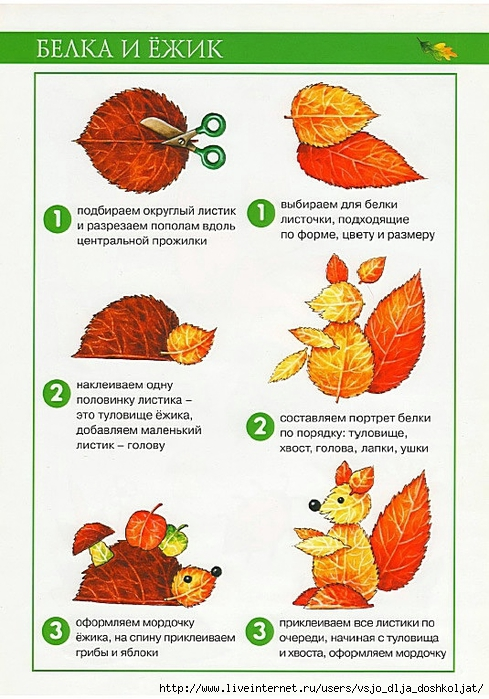 БЕЛКА И ЁЖИК
1
подбираем округлый листик
и разрезаем пополам вдоль
центральной прожилки
1
выбираем для белки
листочки, подходящие
по форме, цвету и размеру
2
наклеиваем одну
половинку листика –
это туловище ёжика,
добавляем маленький
листик – голову
2
составляем портрет белки
по порядку: туловище,
хвост, голова, лапки, ушки
3
оформляем мордочку
ёжика, на спину приклеиваем
грибы и яблоки
3
приклеиваем все листики по
очереди, начиная с туловища
и хвоста, оформляем мордочку
http://www.liveinternet.ru/users/vsjo_dlja_doshkoljat/